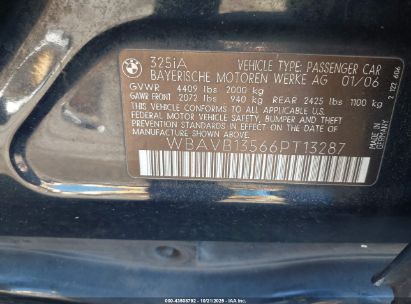 325iA
VEHICLE TYPE: PASSENGER CAR
BAYERISCHE MOTOREN WERKE AG 01/06
GVWR 4409 lbs 2000 kg
GAWR FRONT 2072 lbs 940 kg REAR 2425 lbs 1100 kg
THIS VEHICLE CONFORMS TO ALL APPLICABLE U.S.
FEDERAL MOTOR VEHICLE SAFETY, BUMPER, AND
THEFT PREVENTION STANDARDS IN EFFECT ON THE
DATE OF MANUFACTURE SHOWN ABOVE.
WBAVB13566PT13287
MADE IN GERMANY